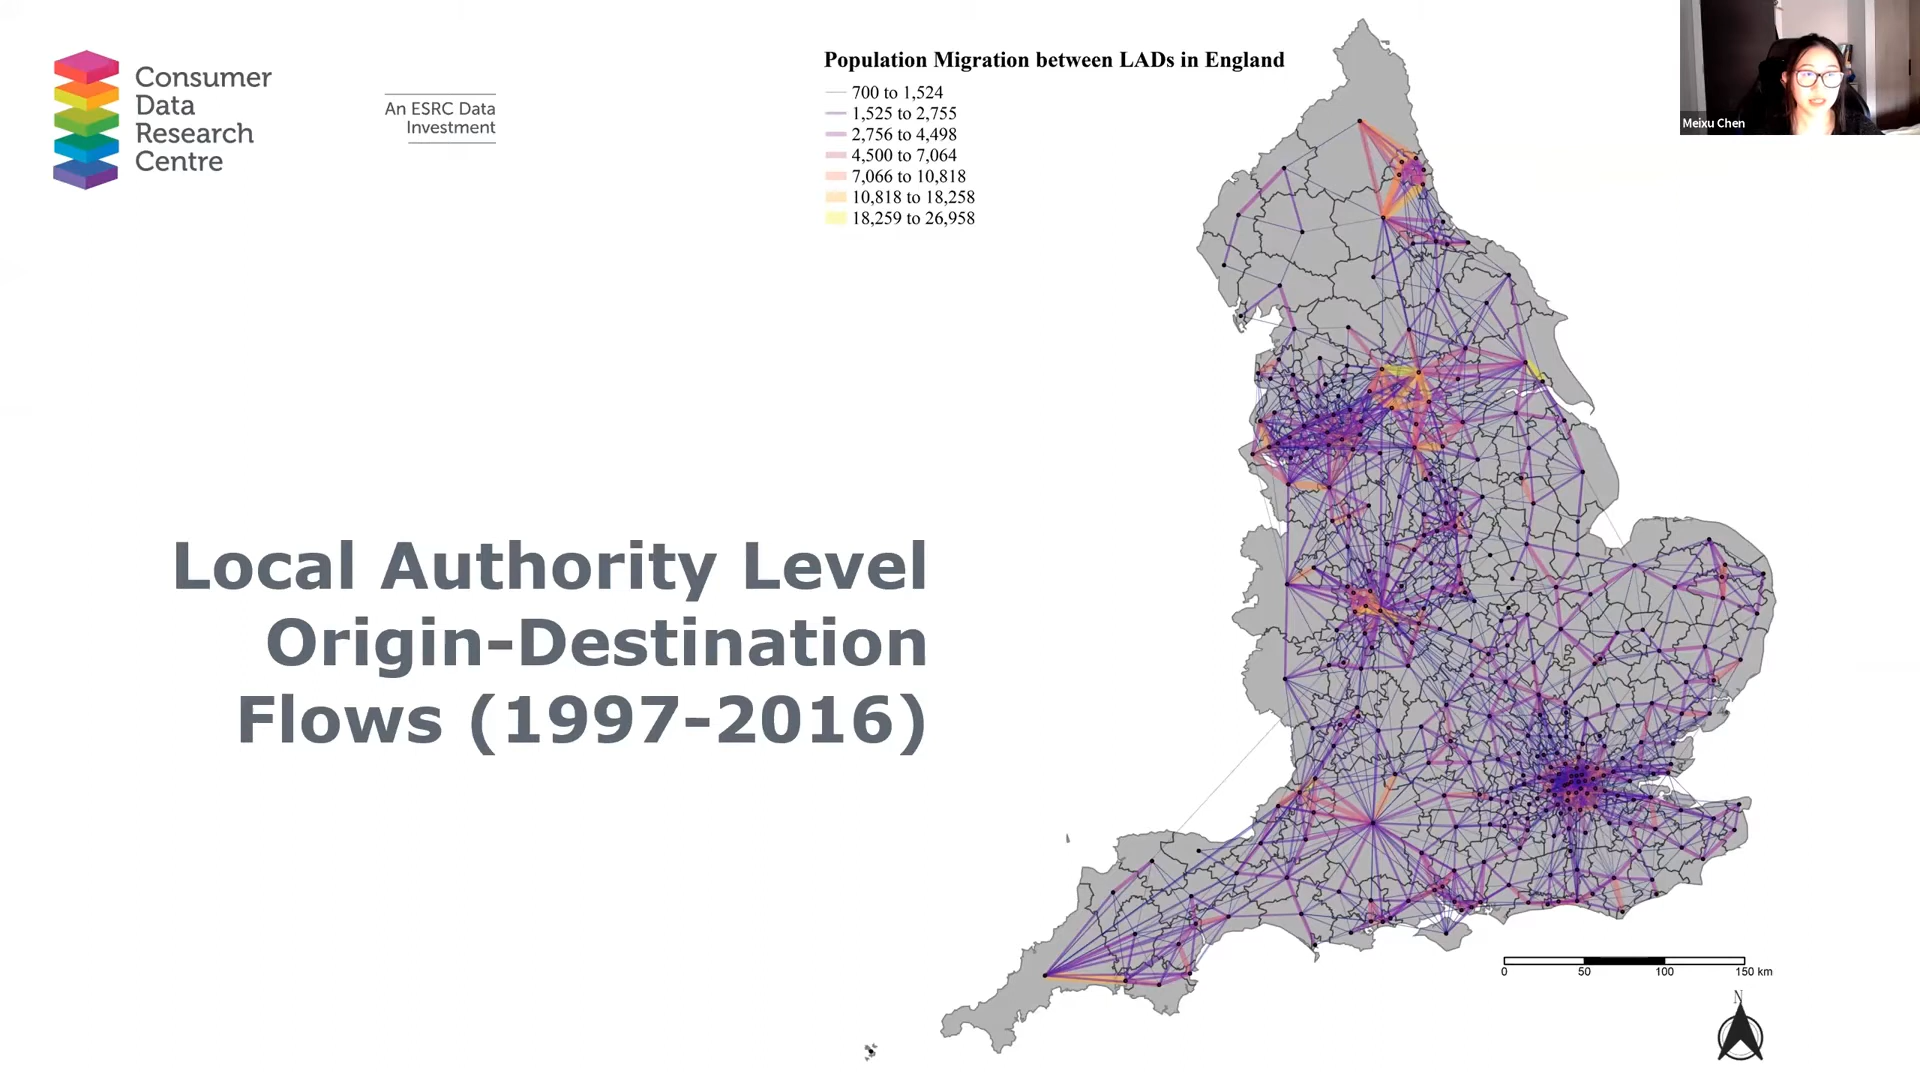 Consumer
Data
Research
Centre
An ESRC Data
Investment
Population Migration between LADs in England
700 to 1,524
1,525 to 2,755
2,756 to 4,498
4,500 to 7,064
7,066 to 10,818
10,818 to 18,258
18,259 to 26,958
Meixu Chen
Local Authority Level
Origin-Destination
Flows (1997-2016)
0 50 100 150 km
N